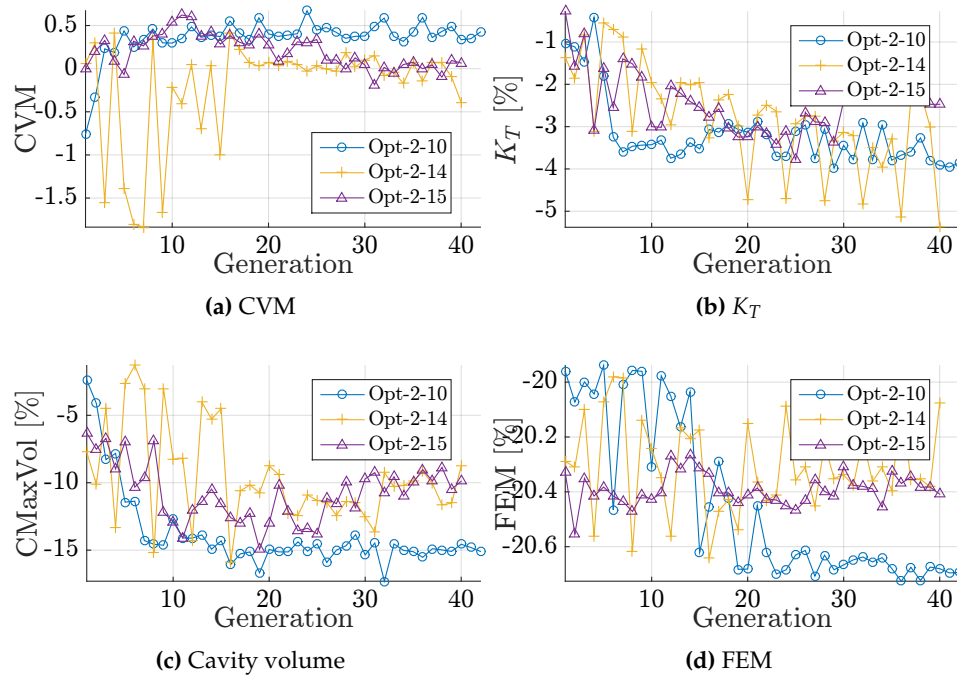 0.5
0
-0.5
-1
-1.5
CVM
10
20
30
40
Generation
Opt-2-10
Opt-2-14
Opt-2-15
(a) CVM
-1
-2
-3
-4
-5
K_T [%]
10
20
30
40
Generation
Opt-2-10
Opt-2-14
Opt-2-15
(b) K_T
-5
-10
-15
CMaxVol [%]
10
20
30
40
Generation
Opt-2-10
Opt-2-14
Opt-2-15
(c) Cavity volume
-20
-20.2
-20.4
-20.6
FEM [%]
10
20
30
40
Generation
Opt-2-10
Opt-2-14
Opt-2-15
(d) FEM